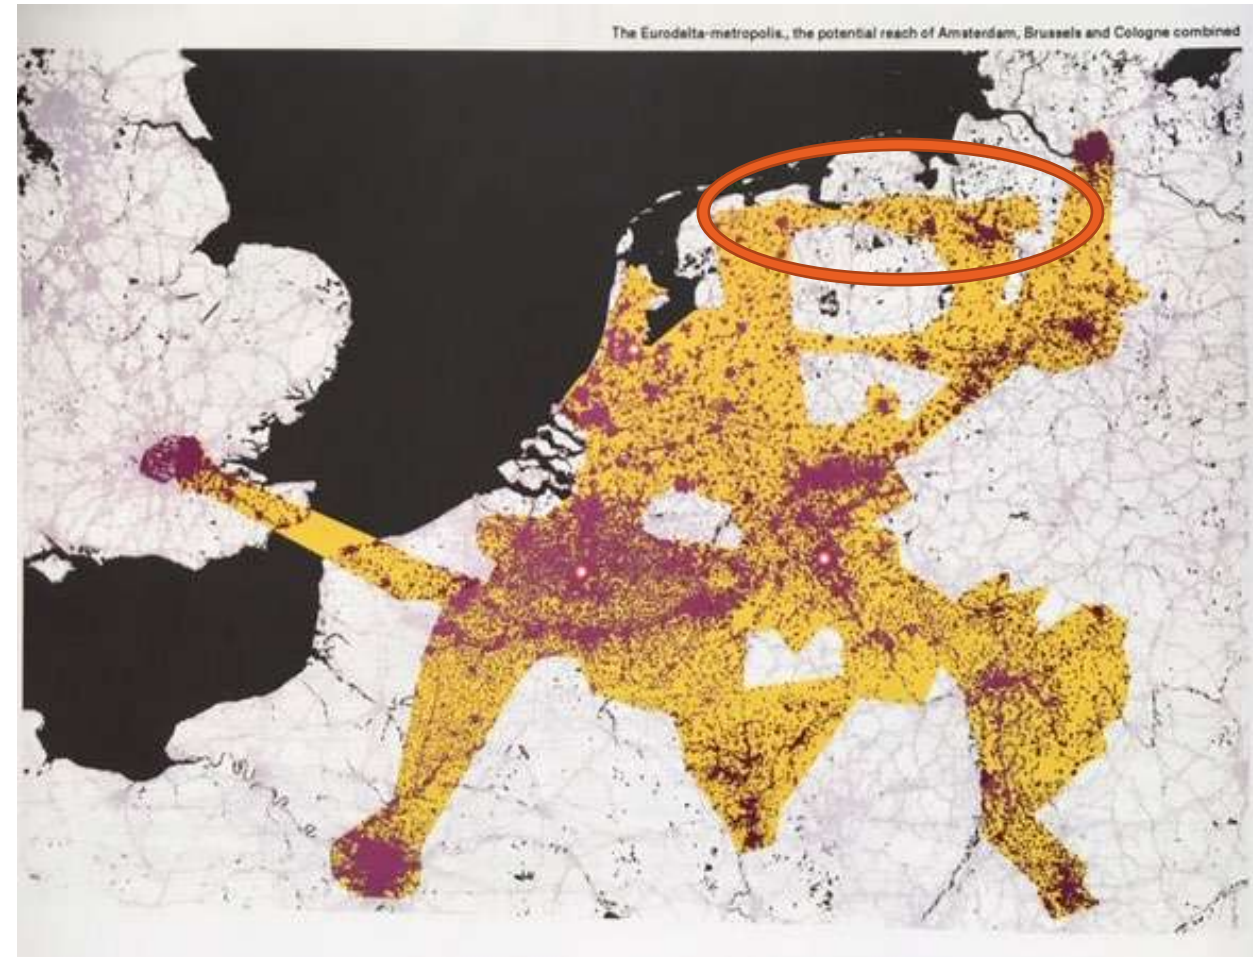 The Eurodelta-metropolis., the potential reach of Amsterdam, Brussels and Cologne combined